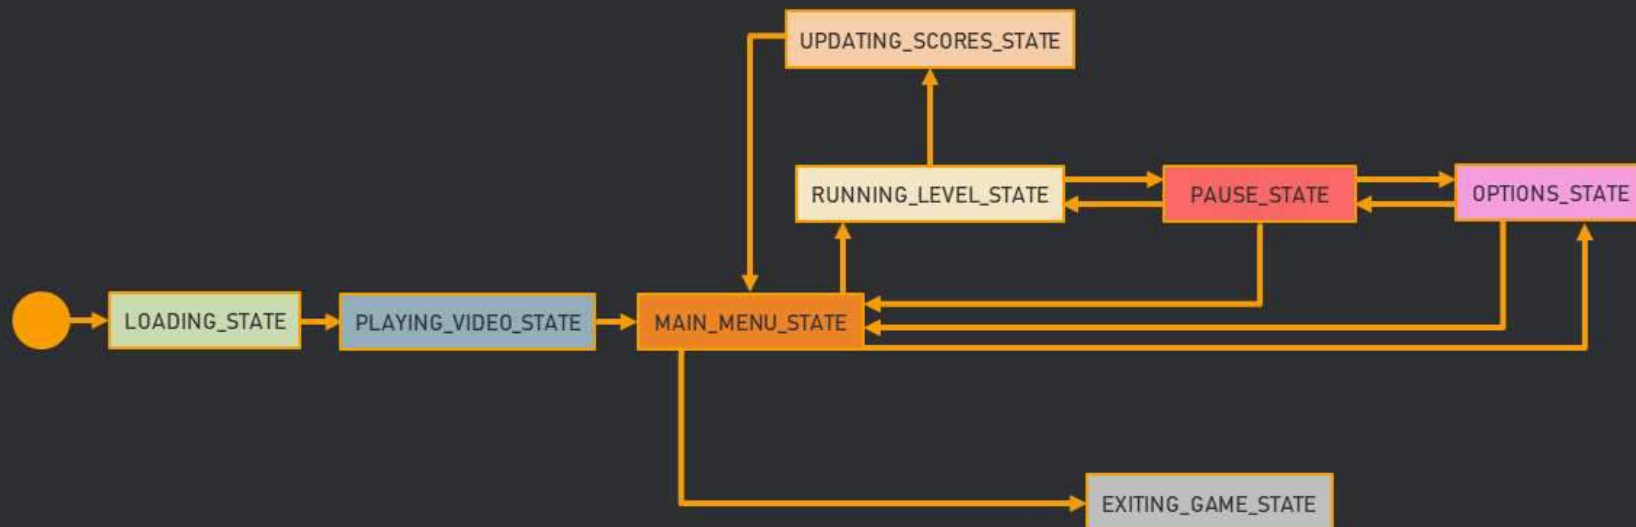 UPDATING_SCORES_STATE
RUNNING_LEVEL_STATE
PAUSE_STATE
OPTIONS_STATE
LOADING_STATE
PLAYING_VIDEO_STATE
MAIN_MENU_STATE
EXITING_GAME_STATE